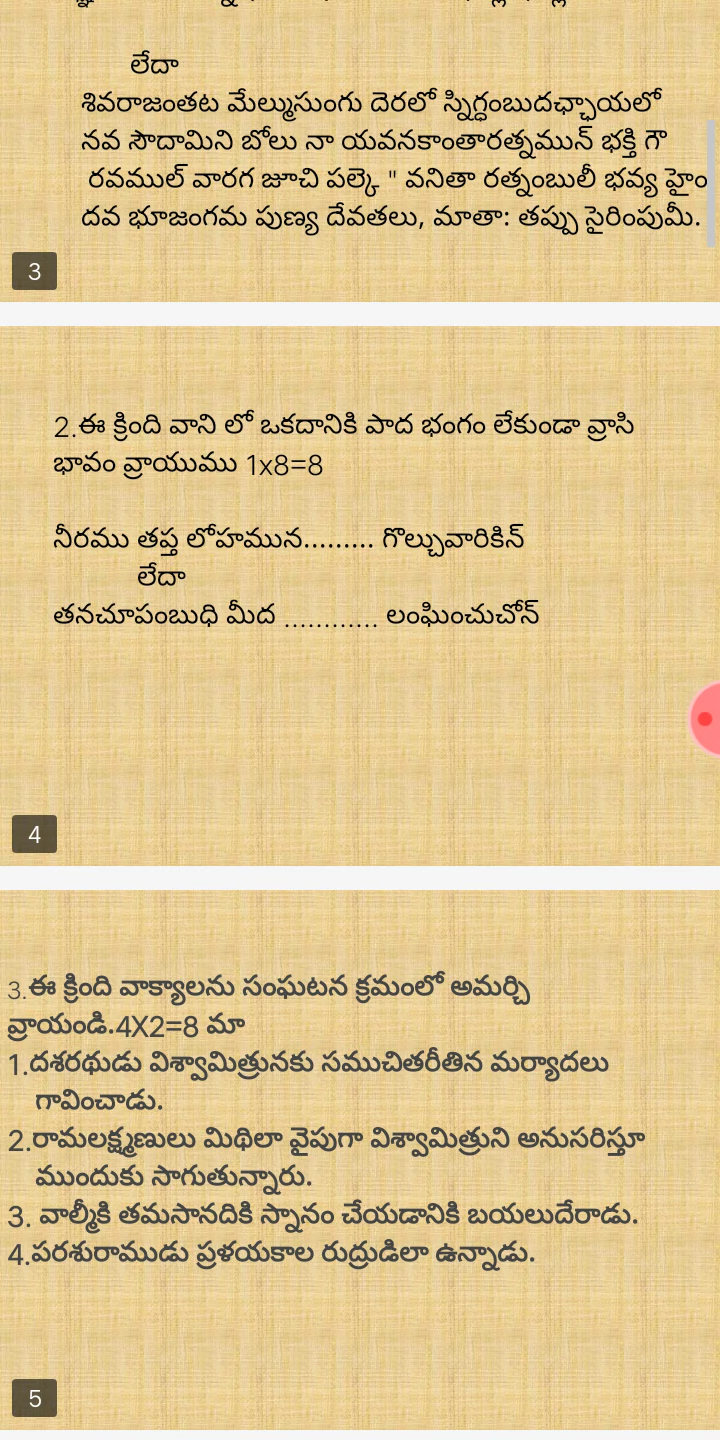 లేదా
శివరాజంతట మేల్ముసుంగు దెరలో స్నిగ్ధంబుదఛ్ఛాయలో
నవ సౌదామిని బోలు నా యవనకాంతారత్నమున్ భక్తి గౌ
రవముల్ వారగ జూచి పల్కె " వనితా రత్నంబులీ భవ్య హైం
దవ భూజంగమ పుణ్య దేవతలు, మాతా: తప్పు సైరింపుమీ.
3
2.ఈ క్రింది వాని లో ఒకదానికి పాద భంగం లేకుండా వ్రాసి
భావం వ్రాయుము 1x8=8
నీరము తప్త లోహమున......... గొల్చువారికిన్
లేదా
తనచూపంబుధి మీద ............ లంఘించుచోన్
4
3.ఈ క్రింది వాక్యాలను సంఘటన క్రమంలో అమర్చి
వ్రాయండి.4X2=8 మా
1.దశరథుడు విశ్వామిత్రునకు సముచితరీతిన మర్యాదలు
గావించాడు.
2.రామలక్ష్మణులు మిథిలా వైపుగా విశ్వామిత్రుని అనుసరిస్తూ
ముందుకు సాగుతున్నారు.
3. వాల్మీకి తమసానదికి స్నానం చేయడానికి బయలుదేరాడు.
4.పరశురాముడు ప్రళయకాల రుద్రుడిలా ఉన్నాడు.
5